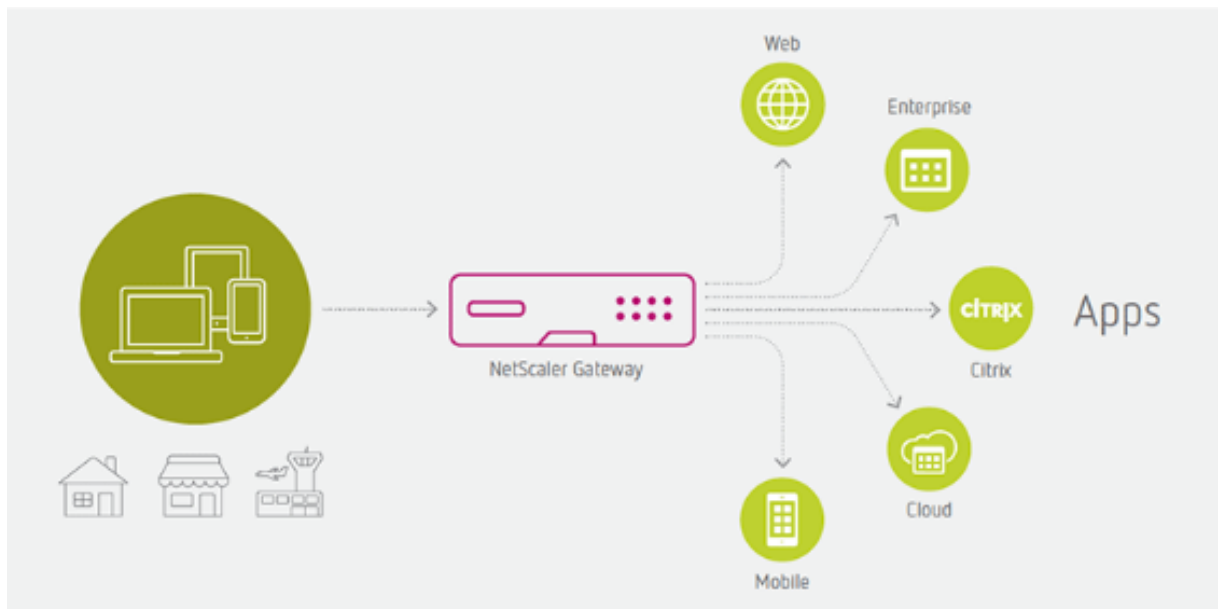 Web
Enterprise
CITRIX
Apps
NetScaler Gateway
Citrix
Cloud
Mobile